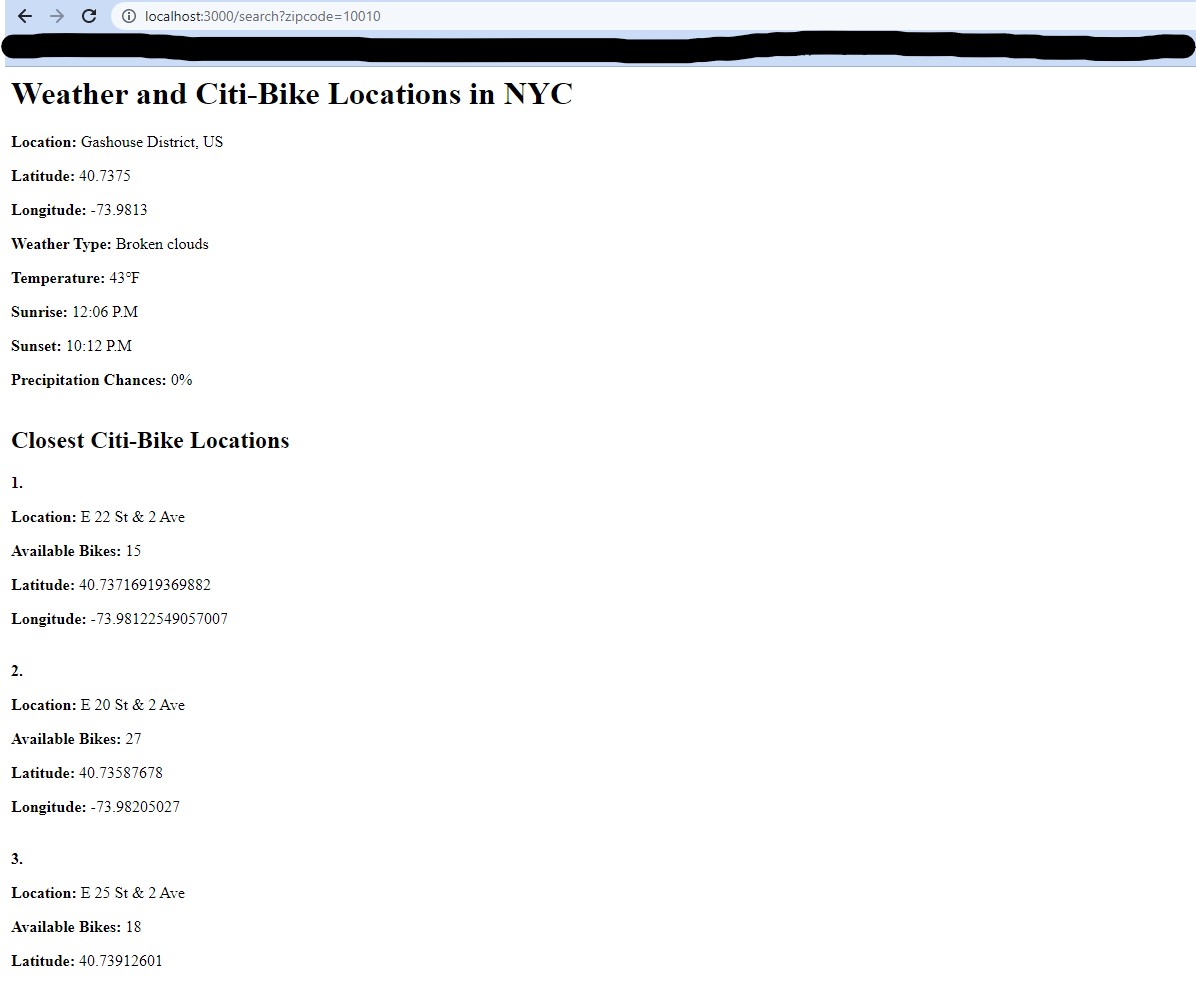 localhost:3000/search?zipcode=10010
Weather and Citi-Bike Locations in NYC
Location: Gashouse District, US
Latitude: 40.7375
Longitude: -73.9813
Weather Type: Broken clouds
Temperature: 43°F
Sunrise: 12:06 P.M
Sunset: 10:12 P.M
Precipitation Chances: 0%
Closest Citi-Bike Locations
1.
Location: E 22 St & 2 Ave
Available Bikes: 15
Latitude: 40.73716919369882
Longitude: -73.98122549057007
2.
Location: E 20 St & 2 Ave
Available Bikes: 27
Latitude: 40.73587678
Longitude: -73.98205027
3.
Location: E 25 St & 2 Ave
Available Bikes: 18
Latitude: 40.73912601